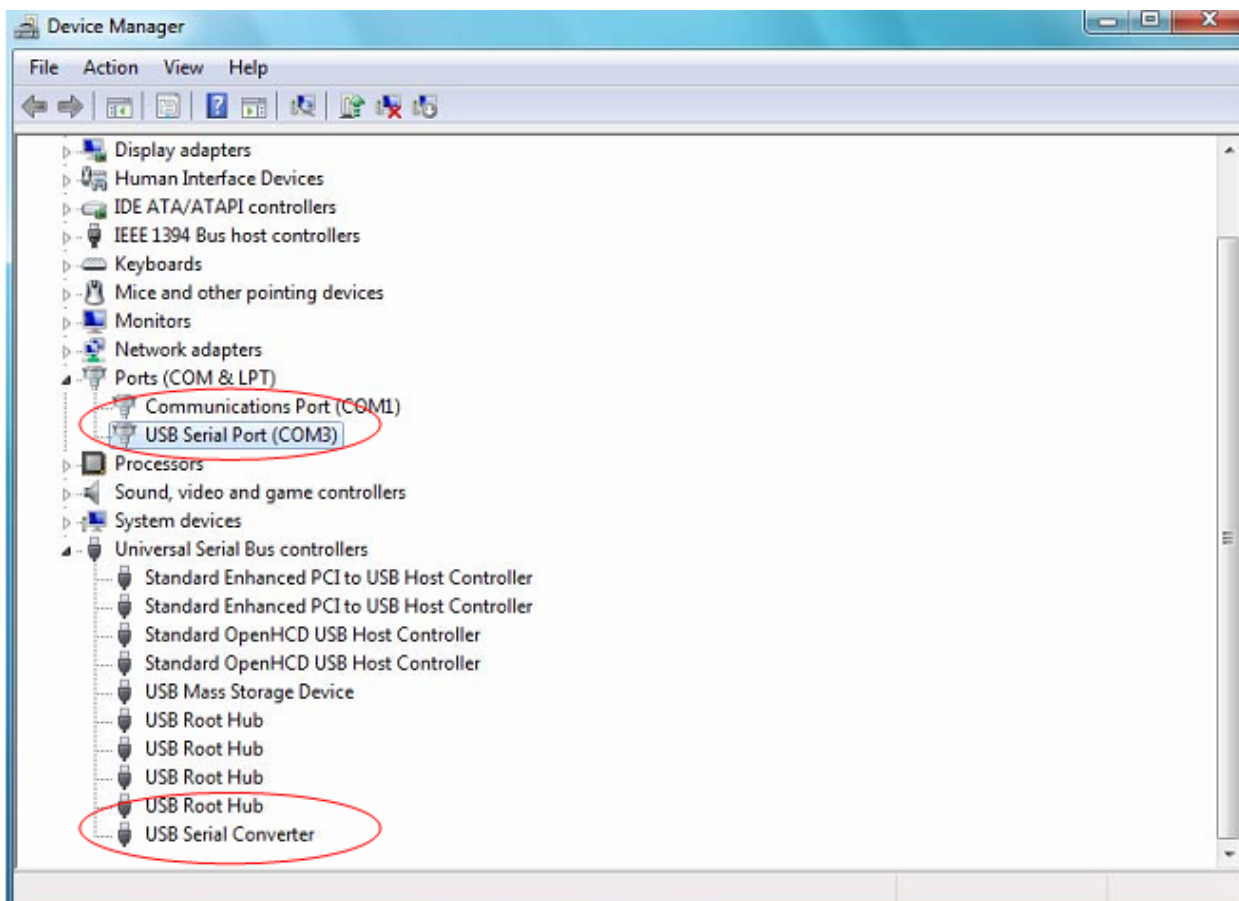 Device Manager
File Action View Help
Display adapters
Human Interface Devices
IDE ATA/ATAPI controllers
IEEE 1394 Bus host controllers
Keyboards
Mice and other pointing devices
Monitors
Network adapters
Ports (COM & LPT)
Communications Port (COM1)
USB Serial Port (COM3)
Processors
Sound, video and game controllers
System devices
Universal Serial Bus controllers
Standard Enhanced PCI to USB Host Controller
Standard Enhanced PCI to USB Host Controller
Standard OpenHCD USB Host Controller
Standard OpenHCD USB Host Controller
USB Mass Storage Device
USB Root Hub
USB Root Hub
USB Root Hub
USB Root Hub
USB Serial Converter